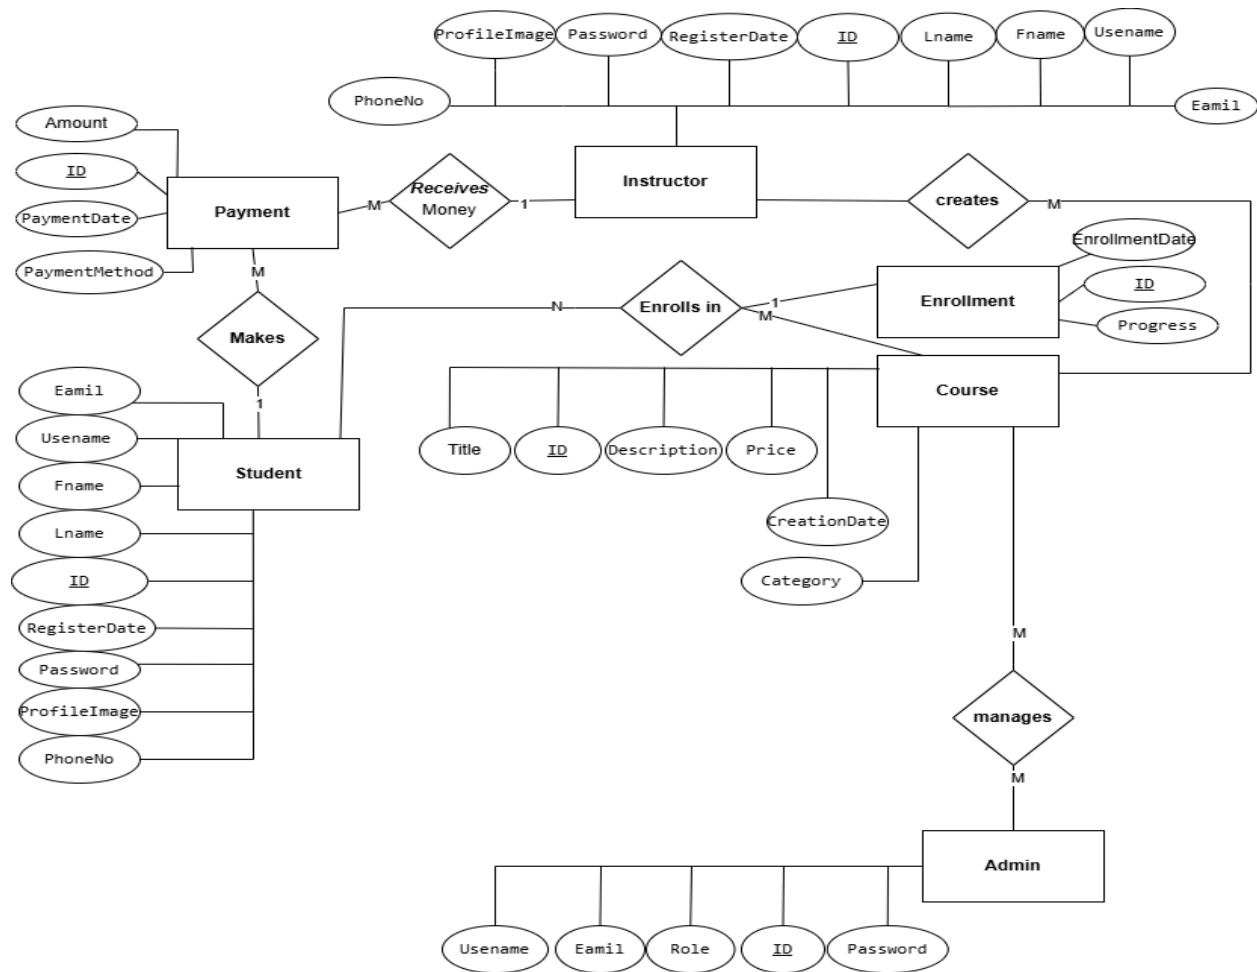 ProfileImage
Password
RegisterDate
ID
Lname
Fname
Usename
PhoneNo
Eamil
Amount
ID
PaymentDate
PaymentMethod
Payment
M
Receives
Money
1
Instructor
creates
M
M
Makes
1
N
Enrolls in
1
M
Enrollment
EnrollmentDate
ID
Progress
Course
Title
ID
Description
Price
CreationDate
Category
Eamil
Usename
Fname
Lname
ID
RegisterDate
Password
ProfileImage
PhoneNo
Student
M
manages
M
Admin
Usename
Eamil
Role
ID
Password